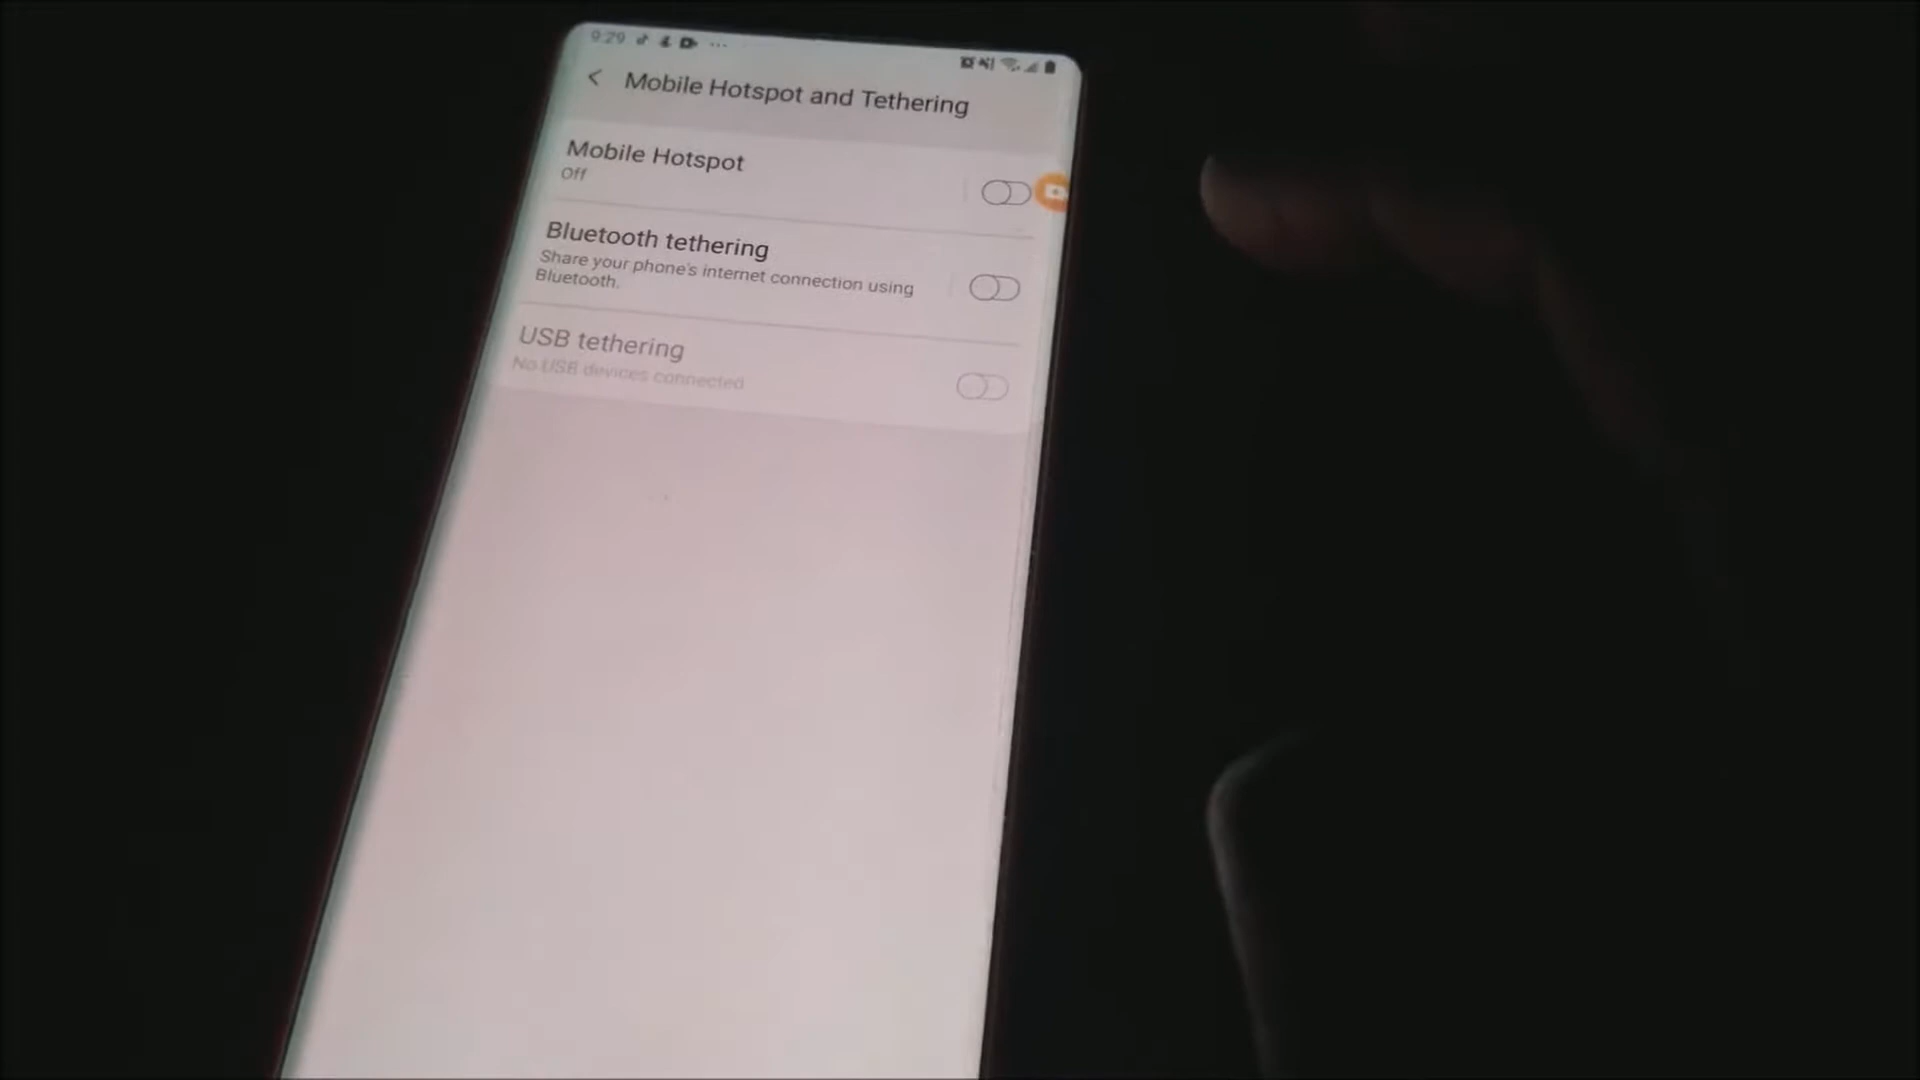 9:29
Mobile Hotspot and Tethering
Mobile Hotspot
Off
Bluetooth tethering
Share your phone's internet connection using
Bluetooth.
USB tethering
No USB devices connected